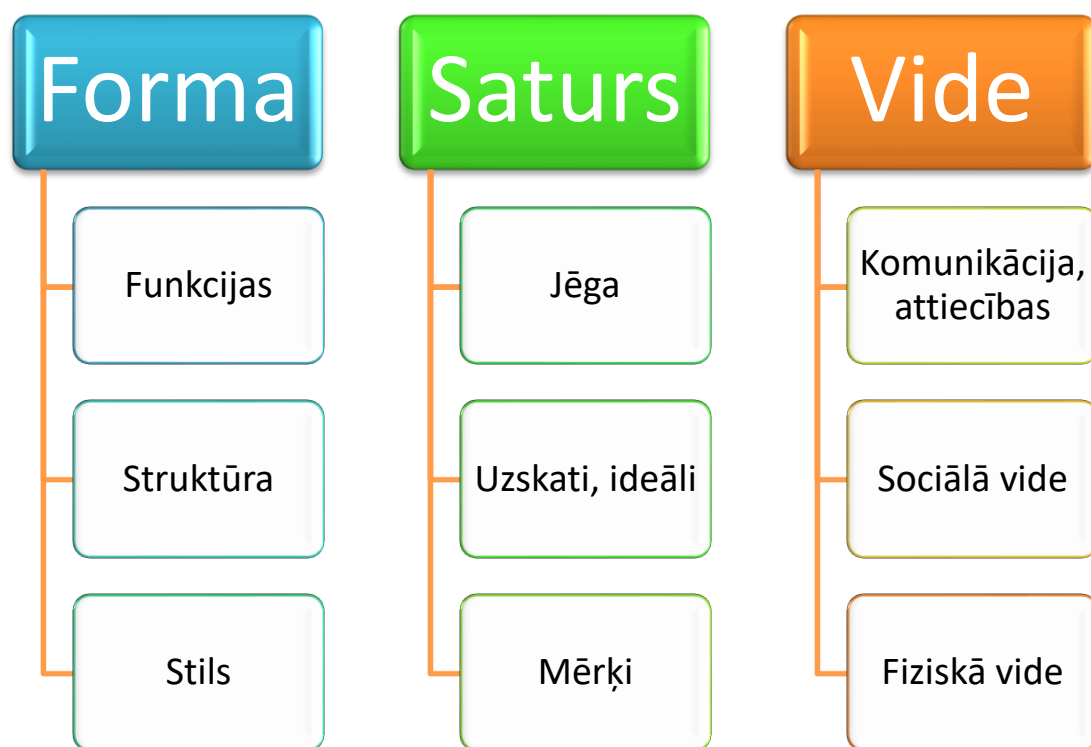 Forma
Funkcijas
Struktūra
Stils
Saturs
Jēga
Uzskati, ideāli
Mērķi
Vide
Komunikācija,
attiecības
Sociālā vide
Fiziskā vide